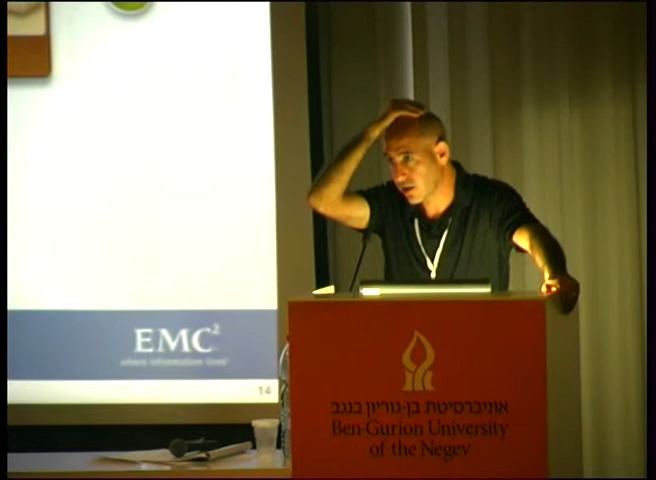 EMC²
where information lives®
14
אוניברסיטת בן-גוריון בנגב
Ben-Gurion University
of the Negev